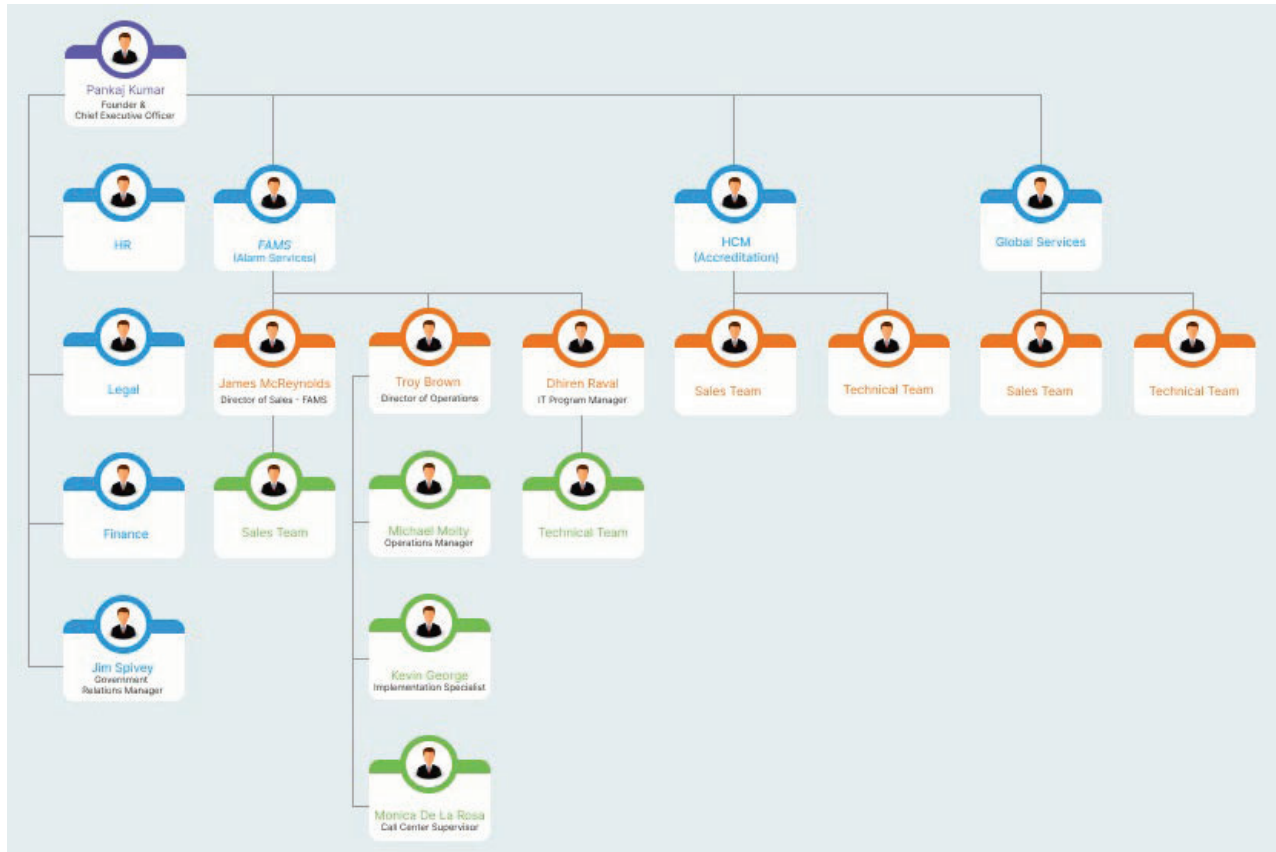 Pankaj Kumar
Founder &
Chief Executive Officer
HR
FAMS
(Alarm Services)
HCM
(Accreditation)
Global Services
Legal
James McReynolds
Director of Sales - FAMS
Troy Brown
Director of Operations
Dhiren Raval
IT Program Manager
Sales Team
Technical Team
Sales Team
Technical Team
Finance
Sales Team
Michael Moity
Operations Manager
Technical Team
Jim Spivey
Government
Relations Manager
Kevin George
Implementation Specialist
Monica De La Rosa
Call Center Supervisor